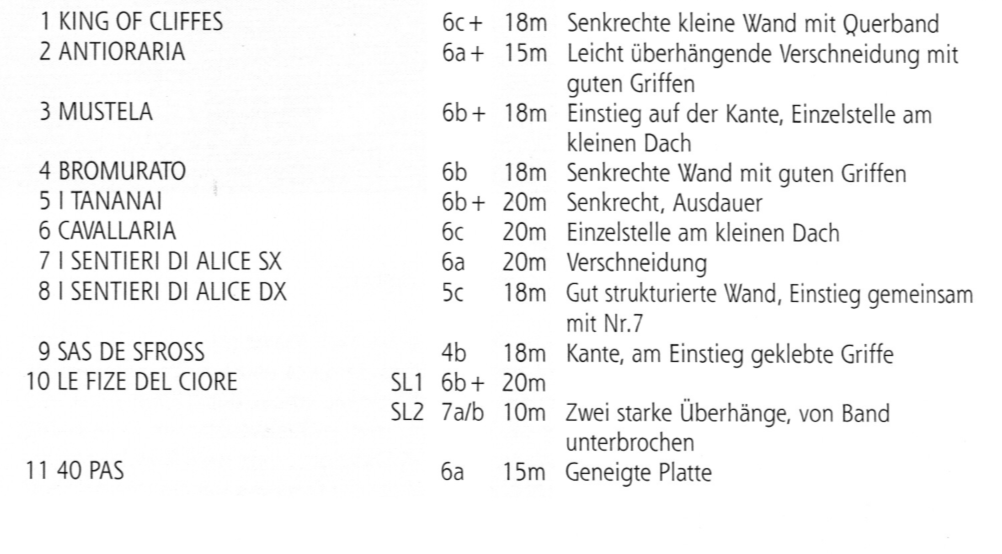 1 KING OF CLIFFES 6c+ 18m Senkrechte kleine Wand mit Querband
2 ANTIORARIA 6a+ 15m Leicht überhängende Verschneidung mit
guten Griffen
3 MUSTELA 6b+ 18m Einstieg auf der Kante, Einzelstelle am
kleinen Dach
4 BROMURATO 6b 18m Senkrechte Wand mit guten Griffen
5 I TANANAI 6b+ 20m Senkrecht, Ausdauer
6 CAVALLARIA 6c 20m Einzelstelle am kleinen Dach
7 I SENTIERI DI ALICE SX 6a 20m Verschneidung
8 I SENTIERI DI ALICE DX 5c 18m Gut strukturierte Wand, Einstieg gemeinsam
mit Nr.7
9 SAS DE SFROSS 4b 18m Kante, am Einstieg geklebte Griffe
10 LE FIZE DEL CIORE SL1 6b+ 20m
SL2 7a/b 10m Zwei starke Überhänge, von Band
unterbrochen
11 40 PAS 6a 15m Geneigte Platte